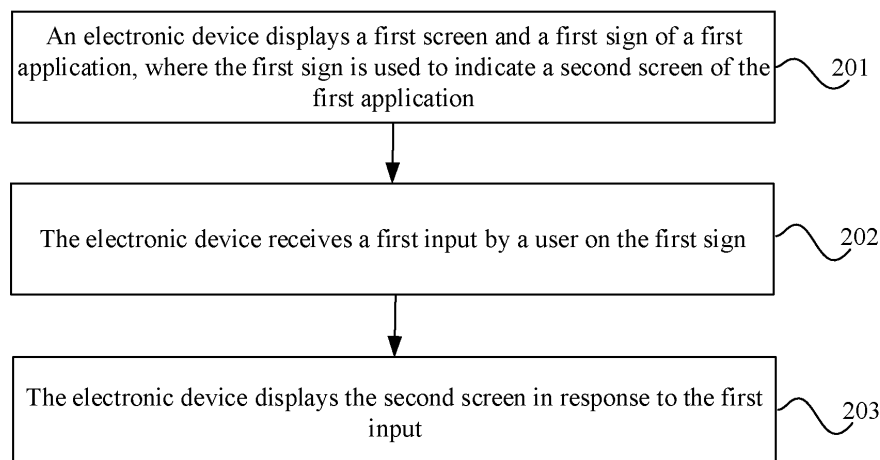 An electronic device displays a first screen and a first sign of a first
application, where the first sign is used to indicate a second screen of the
first application
201
The electronic device receives a first input by a user on the first sign
202
The electronic device displays the second screen in response to the first
input
203